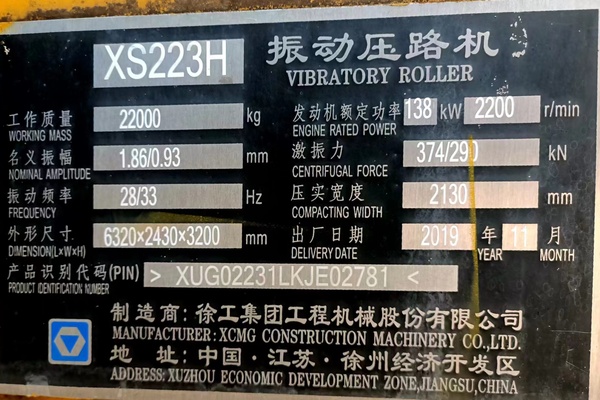 XS223H 振动压路机
VIBRATORY ROLLER
工作质量 22000 kg 发动机额定功率 138 kW 2200 r/min
WORKING MASS ENGINE RATED POWER
名义振幅 1.86/0.93 mm 激振力 374/290 kN
NOMINAL AMPLITUDE CENTRIFUGAL FORCE
振动频率 28/33 Hz 压实宽度 2130 mm
FREQUENCY COMPACTING WIDTH
外形尺寸 6320×2430×3200 mm 出厂日期 2019 年 11 月
DIMENSION(L×W×H) DELIVERY DATE YEAR MONTH
产品识别代码(PIN) > XUG02231LKJE02781 <
PRODUCT IDENTIFICATION NUMBER
制造商:徐工集团工程机械股份有限公司
MANUFACTURER:XCMG CONSTRUCTION MACHINERY CO.,LTD.
地 址:中国·江苏·徐州经济开发区
ADDRESS: XUZHOU ECONOMIC DEVELOPMENT ZONE,JIANGSU,CHINA